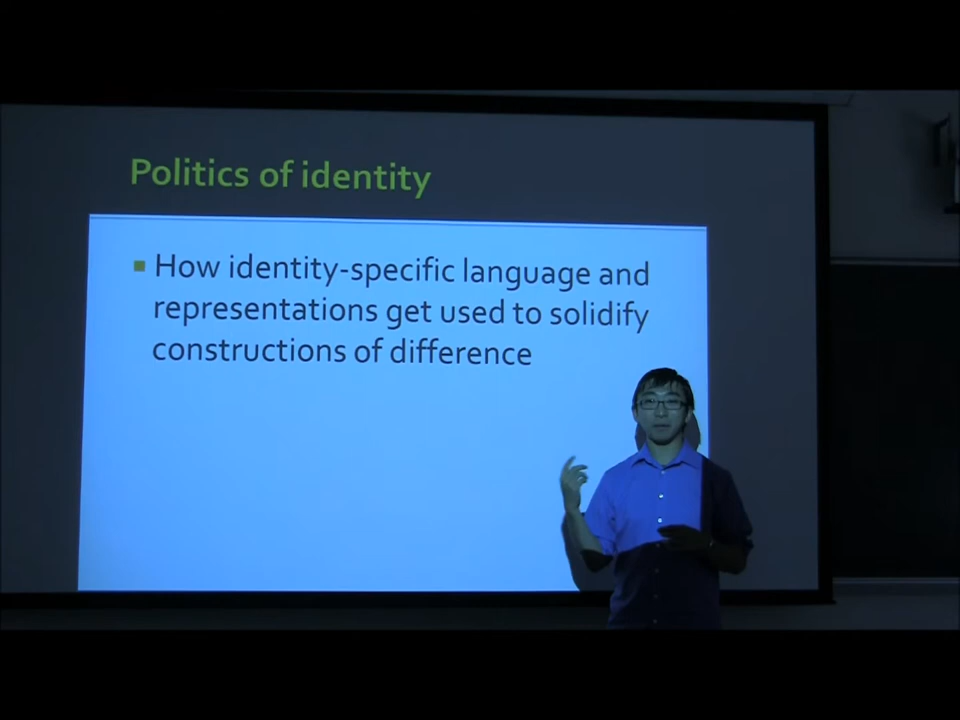 Politics of identity
How identity-specific language and
representations get used to solidify
constructions of difference